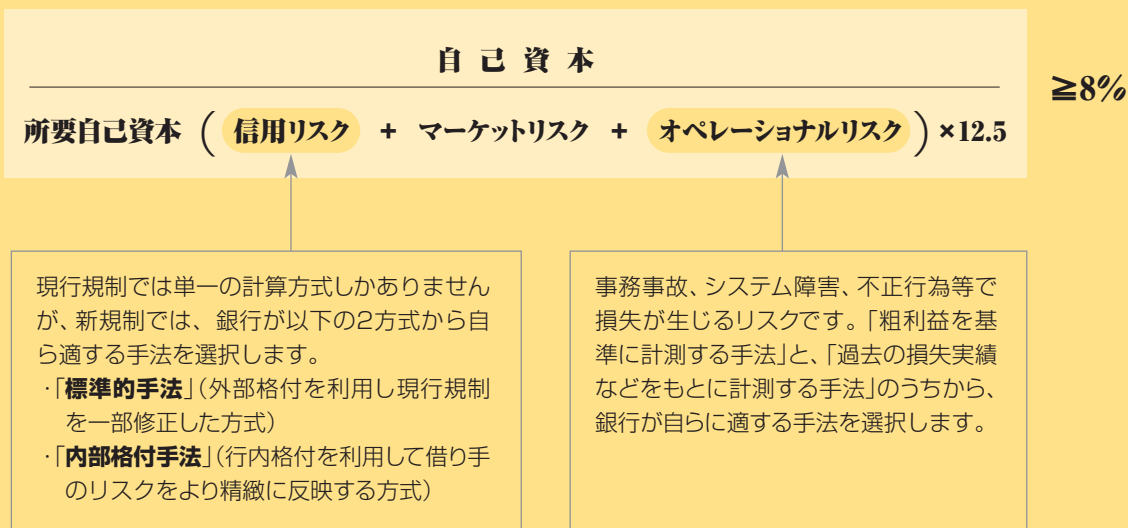 自己資本
所要自己資本 ( 信用リスク + マーケットリスク + オペレーショナルリスク ) ×12.5
≧8%
現行規制では単一の計算方式しかありません
が、新規制では、銀行が以下の2方式から自
ら適する手法を選択します。
・「標準的手法」(外部格付を利用し現行規制
を一部修正した方式)
・「内部格付手法」(行内格付を利用して借り手
のリスクをより精緻に反映する方式)
事務事故、システム障害、不正行為等で
損失が生じるリスクです。「粗利益を基
準に計測する手法」と、「過去の損失実績
などをもとに計測する手法」のうちから、
銀行が自らに適する手法を選択します。